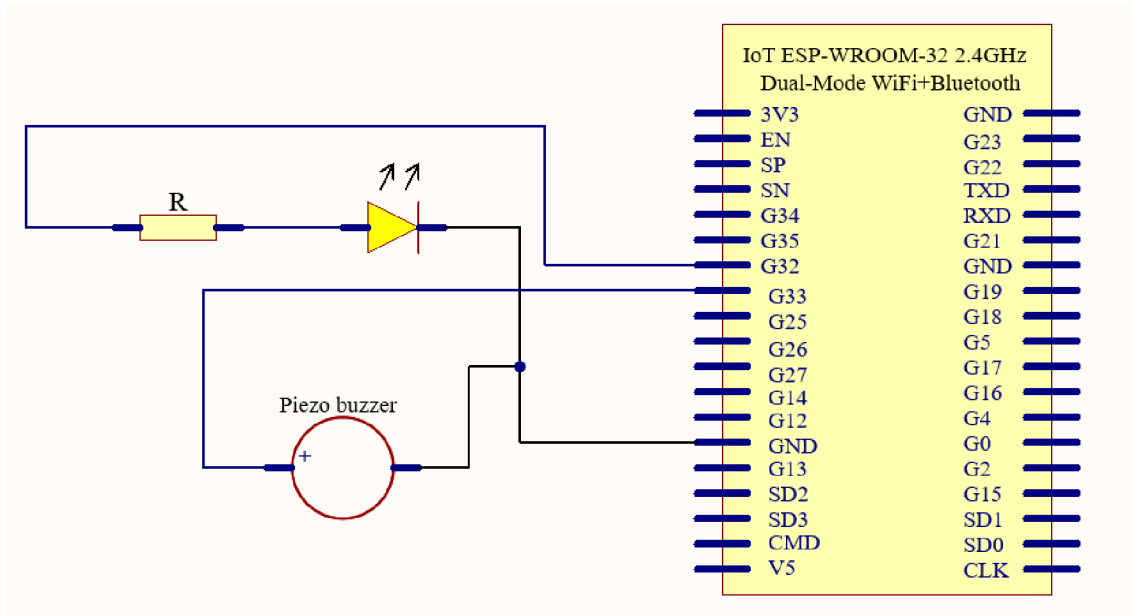 IoT ESP-WROOM-32 2.4GHz
Dual-Mode WiFi+Bluetooth
R
Piezo buzzer
+
3V3
EN
SP
SN
G34
G35
G32
G33
G25
G26
G27
G14
G12
GND
G13
SD2
SD3
CMD
V5
GND
G23
G22
TXD
RXD
G21
GND
G19
G18
G5
G17
G16
G4
G0
G2
G15
SD1
SD0
CLK